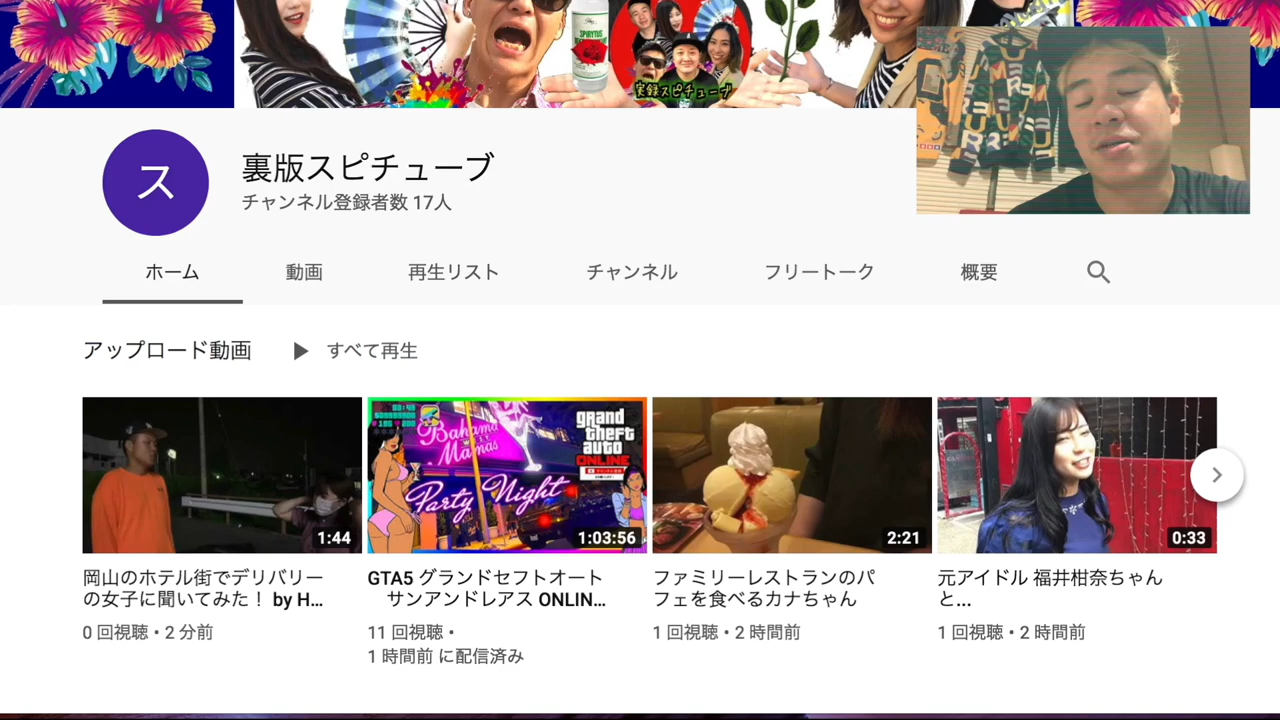 SPIRYTUS
実録スピチューブ
ス
裏版スピチューブ
チャンネル登録者数 17人
ホーム
動画
再生リスト
チャンネル
フリートーク
概要
アップロード動画
すべて再生
1:44
Bahama
Mamas
Party Night
grand
theft
auto
ONLINE
1:03:56
2:21
0:33
岡山のホテル街でデリバリー
の女子に聞いてみた！ by H...
0 回視聴・2 分前
GTA5 グランドセフトオート
サンアンドレアス ONLIN...
11 回視聴・
1 時間前 に配信済み
ファミリーレストランのパ
フェを食べるカナちゃん
1 回視聴・2 時間前
元アイドル 福井柑奈ちゃん
と...
1 回視聴・2 時間前